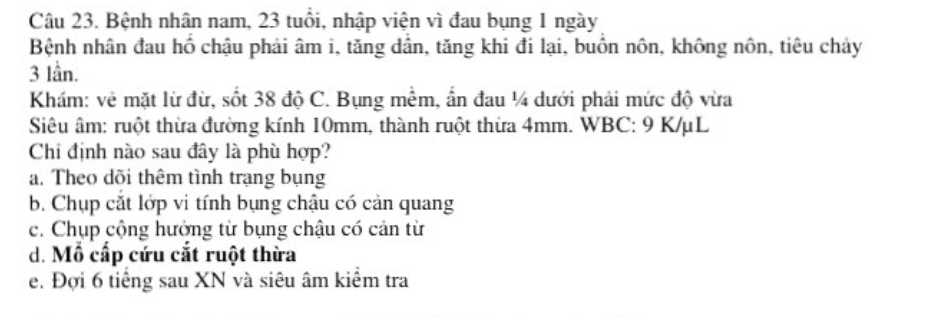 Câu 23. Bệnh nhân nam, 23 tuổi, nhập viện vì đau bụng 1 ngày
Bệnh nhân đau hố chậu phải âm i, tăng dần, tăng khi đi lại, buồn nôn, không nôn, tiêu chảy
3 lần.
Khám: vẻ mặt lừ đừ, sốt 38 độ C. Bụng mềm, ấn đau ¼ dưới phải mức độ vừa
Siêu âm: ruột thừa đường kính 10mm, thành ruột thừa 4mm. WBC: 9 K/µL
Chỉ định nào sau đây là phù hợp?
a. Theo dõi thêm tình trạng bụng
b. Chụp cắt lớp vi tính bụng chậu có cản quang
c. Chụp cộng hưởng từ bụng chậu có cản từ
d. Mổ cấp cứu cắt ruột thừa
e. Đợi 6 tiếng sau XN và siêu âm kiểm tra